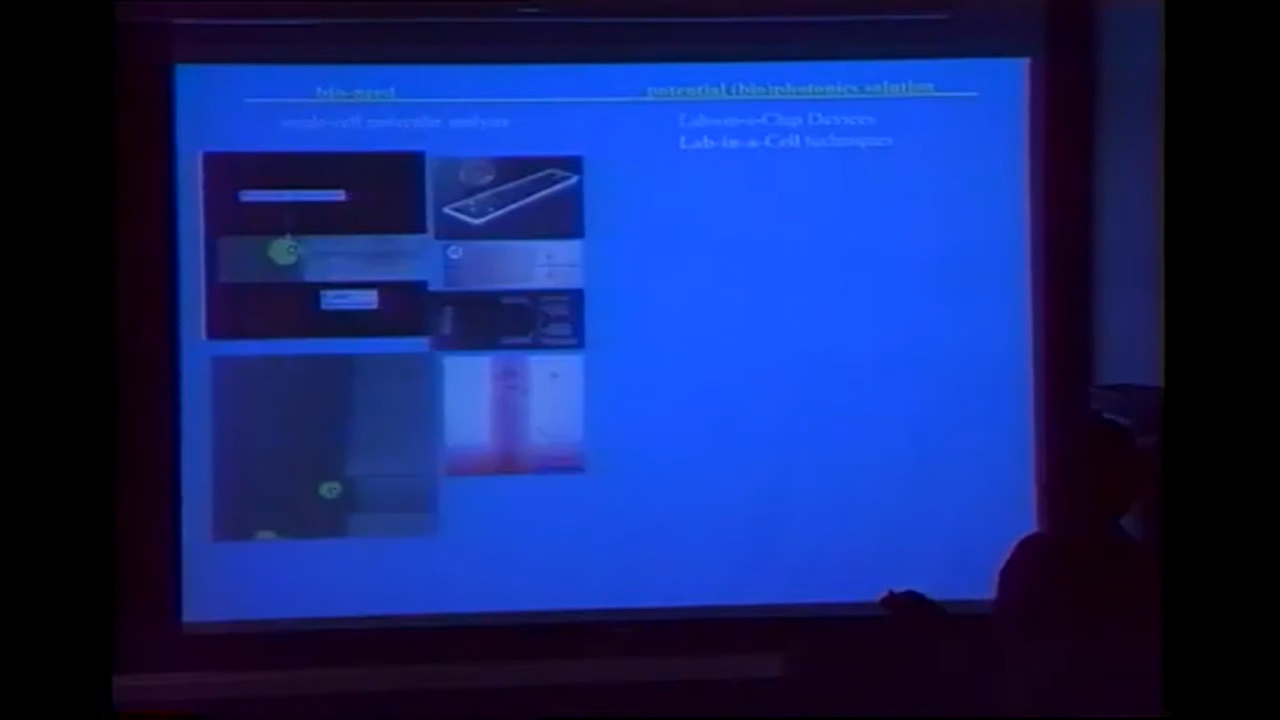 bio-need
potential (bio)photonics solution
single-cell molecular analysis
Lab-on-a-Chip Devices
Lab-in-a-Cell techniques